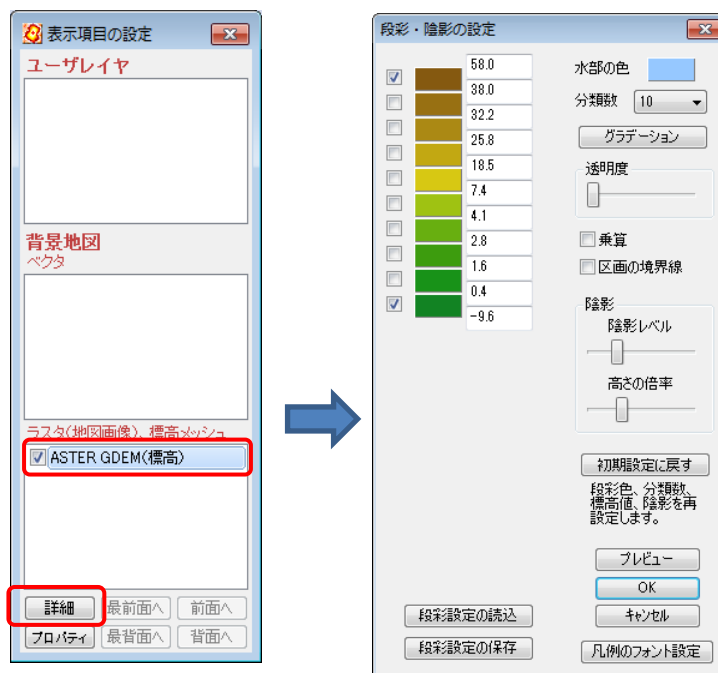 表示項目の設定
ユーザレイヤ
背景地図
ベクタ
ラスタ(地図画像)、標高メッシュ
ASTER GDEM(標高)
詳細 最前面へ 前面へ
プロパティ 最背面へ 背面へ
段彩・陰影の設定
58.0
38.0
32.2
25.8
18.5
7.4
4.1
2.8
1.6
0.4
-9.6
水部の色
分類数 10
グラデーション
透明度
乗算
区画の境界線
陰影
陰影レベル
高さの倍率
初期設定に戻す
段彩色、分類数、
標高値、陰影を再
設定します。
プレビュー
OK
キャンセル
凡例のフォント設定
段彩設定の読込
段彩設定の保存